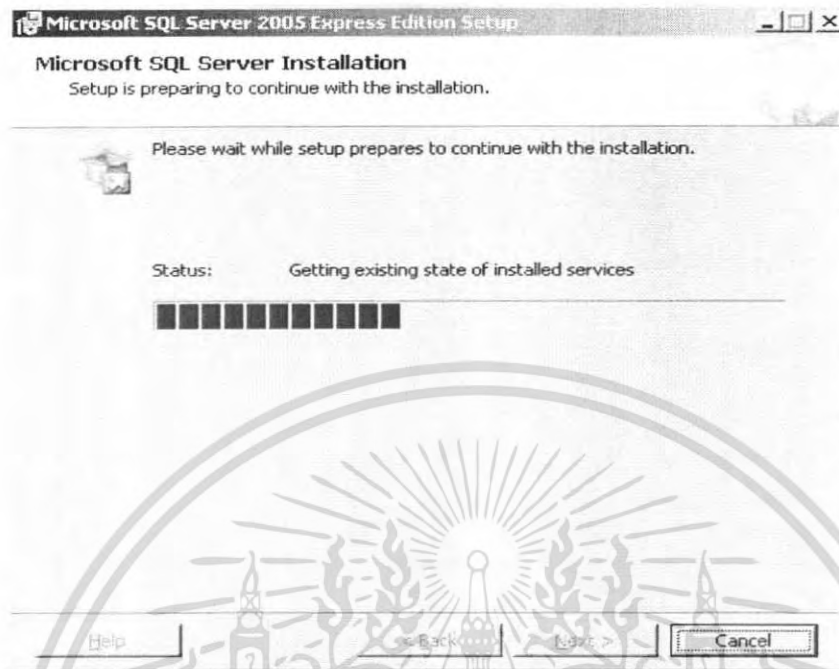 Microsoft SQL Server 2005 Express Edition Setup
Microsoft SQL Server Installation
Setup is preparing to continue with the installation.
Please wait while setup prepares to continue with the installation.
Status: Getting existing state of installed services
Help < Back Next > Cancel